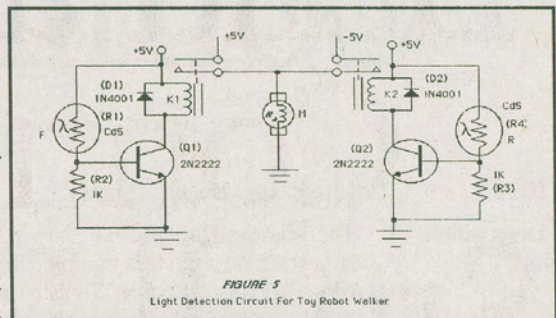 +5V
+5V
-5V
+5V
(D1)
1N4001
K1
(D2)
1N4001
K2
(R1)
CdS
λ
F
(Q1)
2N2222
(R2)
1K
M
(Q2)
2N2222
CdS
λ
(R4)
R
1K
(R3)
FIGURE 5
Light Detection Circuit For Toy Robot Walker